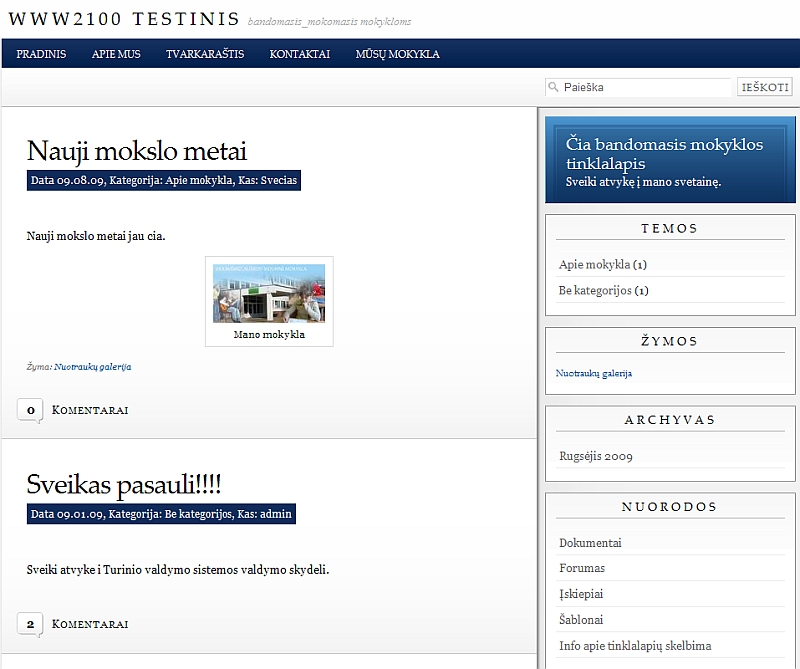 WWW2100 TESTINIS bandomasis_mokomasis mokykloms
PRADINIS APIE MUS TVARKARAŠTIS KONTAKTAI MŪSŲ MOKYKLA
Paieška IEŠKOTI
Nauji mokslo metai
Data 09.08.09, Kategorija: Apie mokykla, Kas: Svecias
Nauji mokslo metai jau cia.
Mano mokykla
Žyma: Nuotraukų galerija
0 KOMENTARAI
Sveikas pasauli!!!!
Data 09.01.09, Kategorija: Be kategorijos, Kas: admin
Sveiki atvyke i Turinio valdymo sistemos valdymo skydeli.
2 KOMENTARAI
Čia bandomasis mokyklos
tinklalapis
Sveiki atvykę į mano svetainę.
TEMOS
Apie mokykla (1)
Be kategorijos (1)
ŽYMOS
Nuotraukų galerija
ARCHYVAS
Rugsėjis 2009
NUORODOS
Dokumentai
Forumas
Įskiepiai
Šablonai
Info apie tinklalapių skelbima